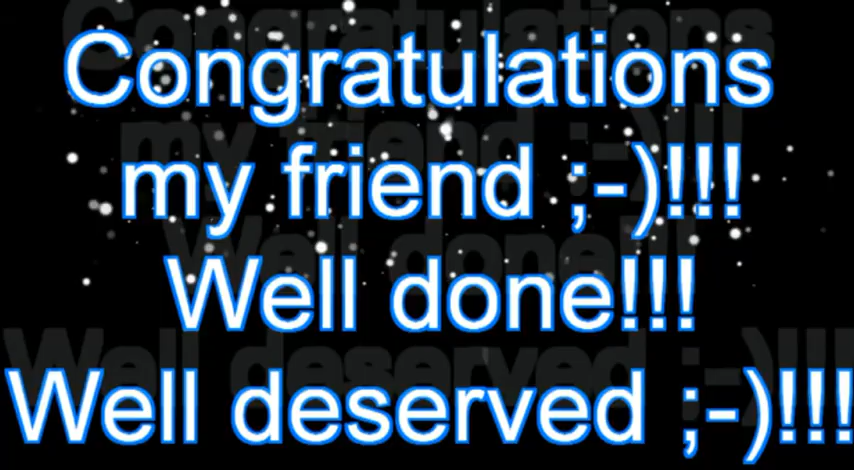 Congratulations
my friend ;-)!!!
Well done!!!
Well deserved ;-)!!!